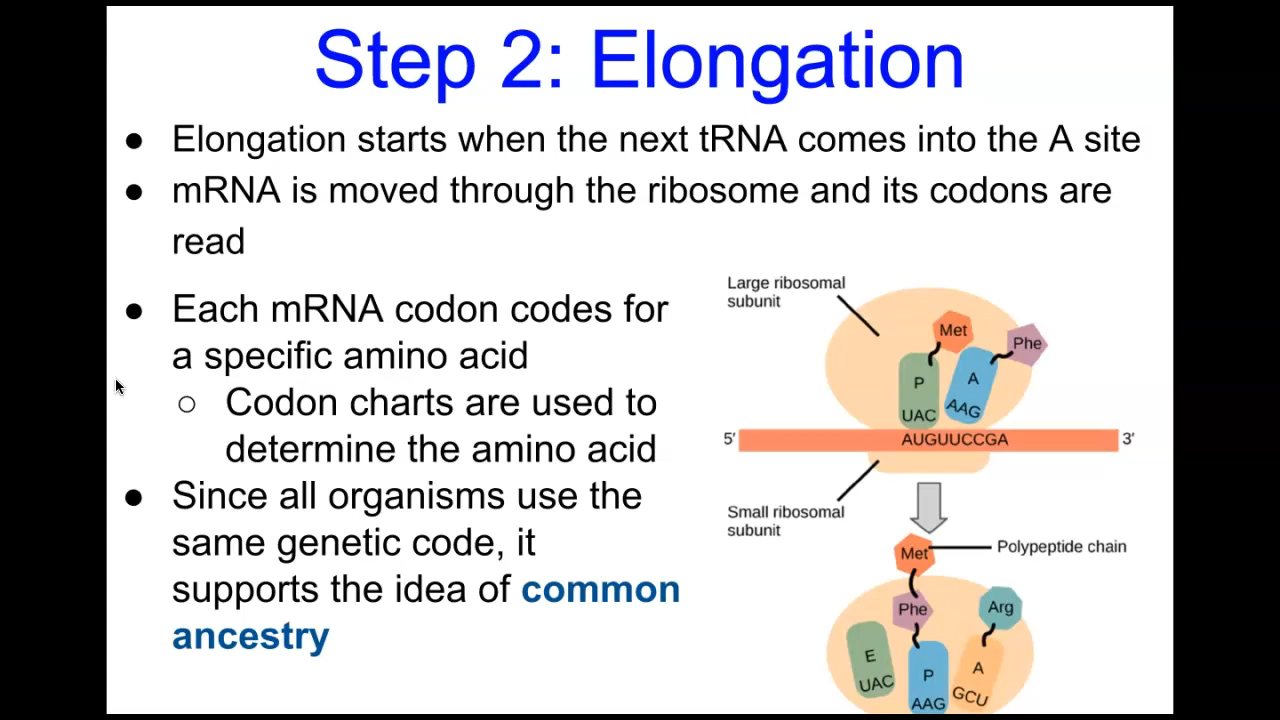 Step 2: Elongation
● Elongation starts when the next tRNA comes into the A site
● mRNA is moved through the ribosome and its codons are
read
● Each mRNA codon codes for
a specific amino acid
○ Codon charts are used to
determine the amino acid
● Since all organisms use the
same genetic code, it
supports the idea of common
ancestry
Large ribosomal
subunit
Met
Phe
P
A
UAC
AAG
5′
AUGUUCCGA
3′
Small ribosomal
subunit
Met
Polypeptide chain
Phe
Arg
E
P
A
UAC
AAG
GCU